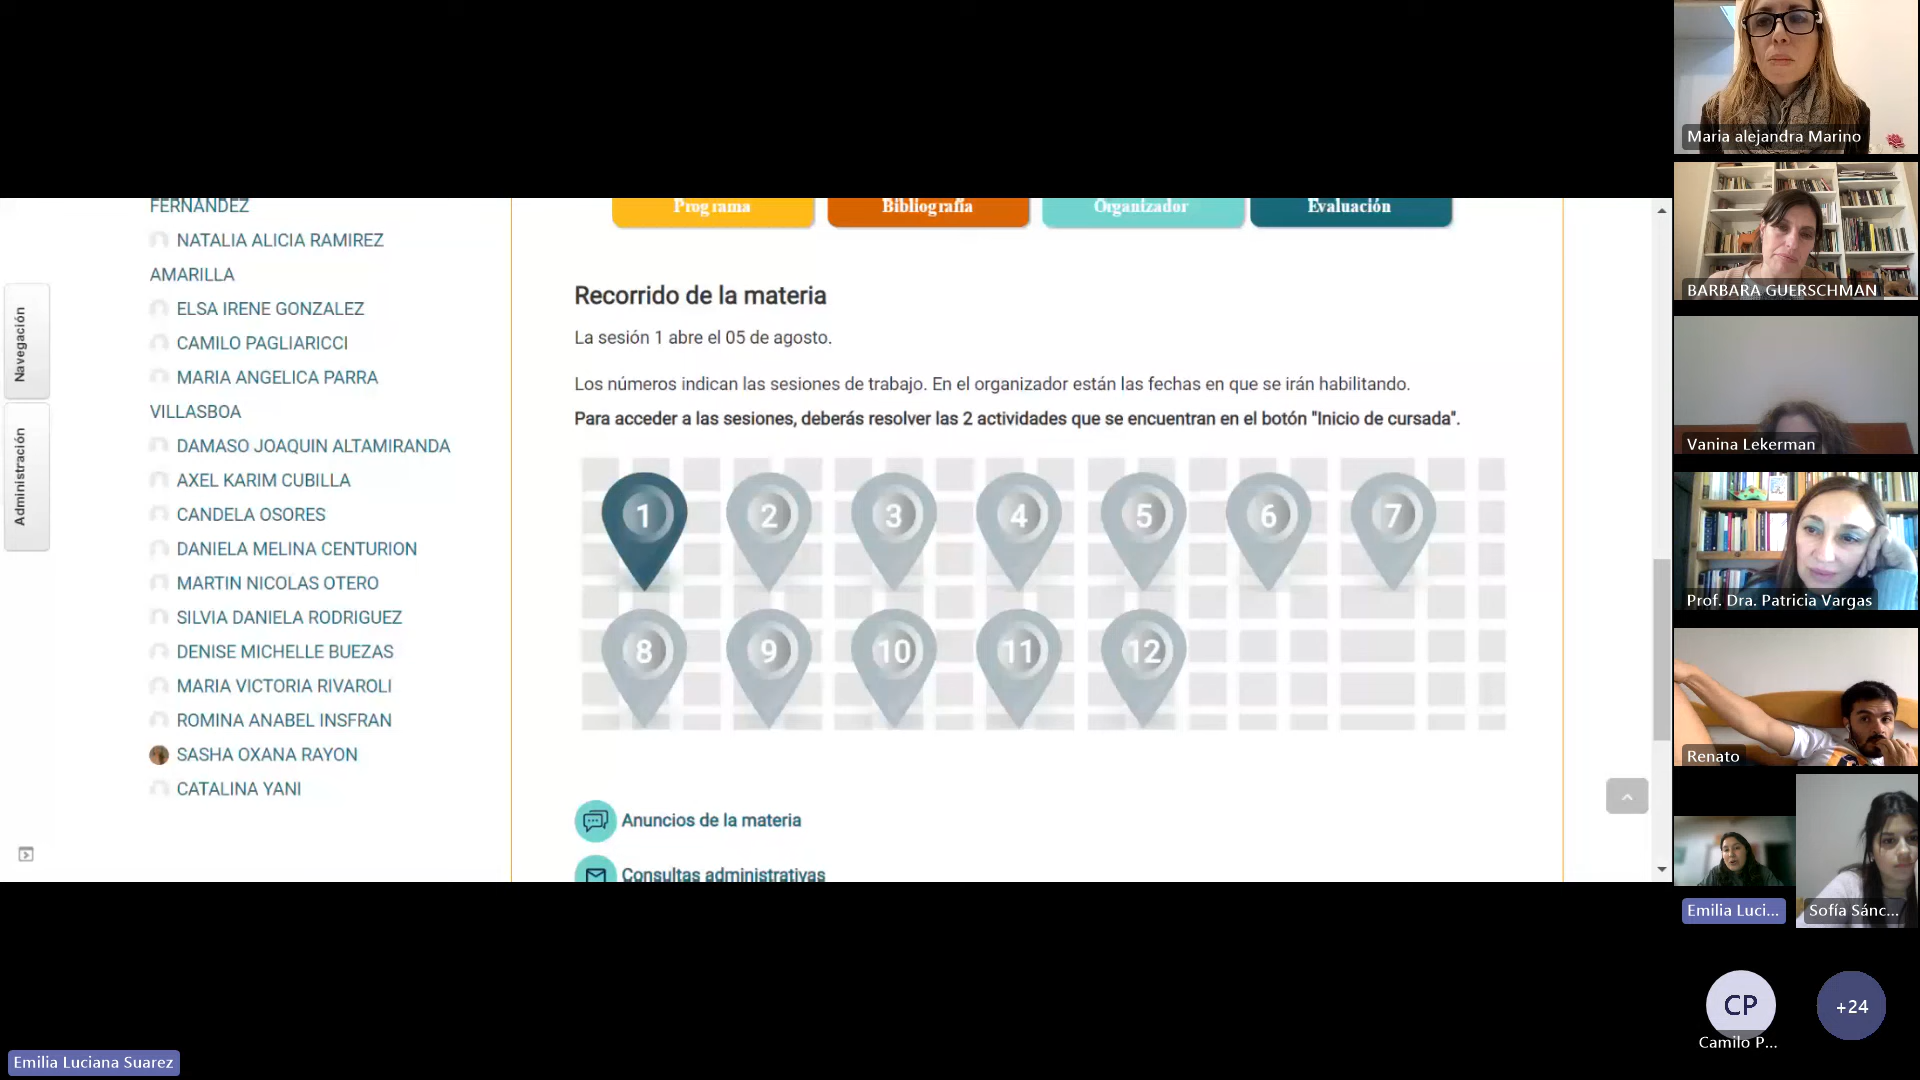 Navegación
Administración
FERNANDEZ
NATALIA ALICIA RAMIREZ
AMARILLA
ELSA IRENE GONZALEZ
CAMILO PAGLIARICCI
MARIA ANGELICA PARRA
VILLASBOA
DAMASO JOAQUIN ALTAMIRANDA
AXEL KARIM CUBILLA
CANDELA OSORES
DANIELA MELINA CENTURION
MARTIN NICOLAS OTERO
SILVIA DANIELA RODRIGUEZ
DENISE MICHELLE BUEZAS
MARIA VICTORIA RIVAROLI
ROMINA ANABEL INSFRAN
SASHA OXANA RAYON
CATALINA YANI
Programa
Bibliografía
Organizador
Evaluación
Recorrido de la materia
La sesión 1 abre el 05 de agosto.
Los números indican las sesiones de trabajo. En el organizador están las fechas en que se irán habilitando.
Para acceder a las sesiones, deberás resolver las 2 actividades que se encuentran en el botón "Inicio de cursada".
1 2 3 4 5 6 7
8 9 10 11 12
Anuncios de la materia
Consultas administrativas
Maria alejandra Marino
BARBARA GUERSCHMAN
Vanina Lekerman
Prof. Dra. Patricia Vargas
Renato
Emilia Luci...
Sofía Sánc...
CP
+24
Camilo P...
Emilia Luciana Suarez